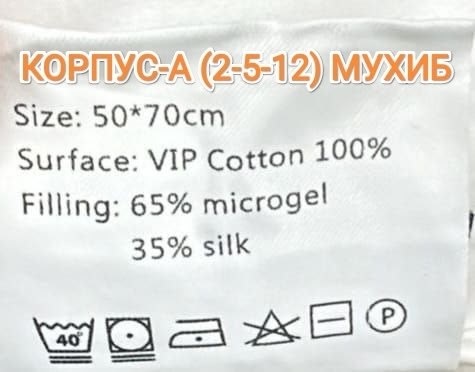 КОРПУС-А (2-5-12) МУХИБ
Size: 50*70cm
Surface: VIP Cotton 100%
Filling: 65% microgel
35% silk
40° P